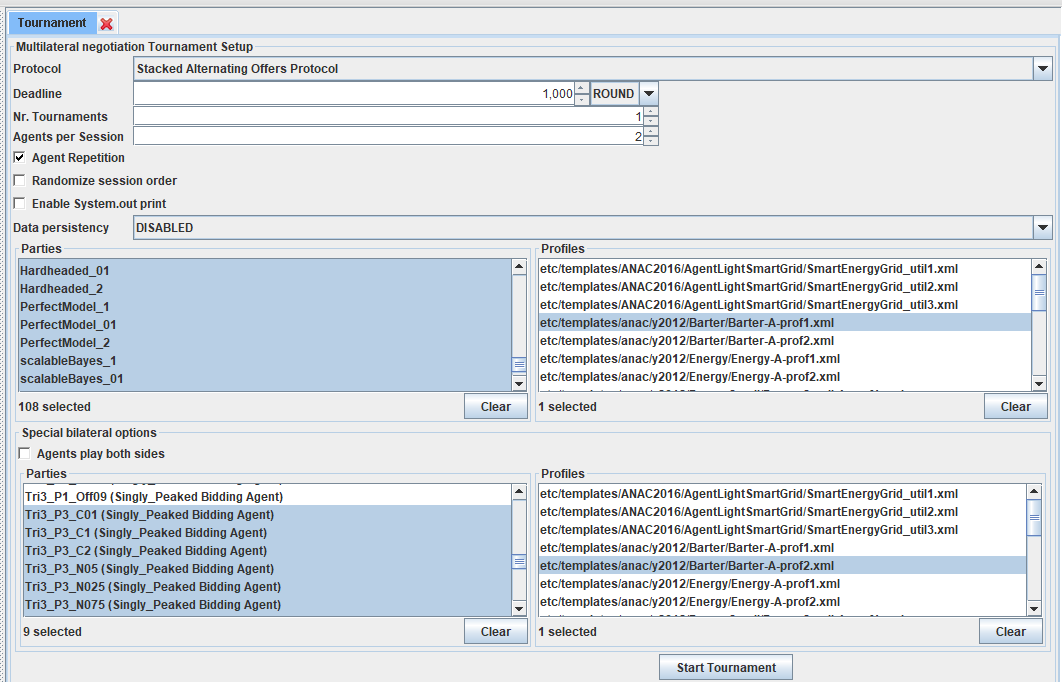 Tournament
Multilateral negotiation Tournament Setup
Protocol Stacked Alternating Offers Protocol
Deadline 1,000 ROUND
Nr. Tournaments 1
Agents per Session 2
Agent Repetition
Randomize session order
Enable System.out print
Data persistency DISABLED
Parties
Hardheaded_01
Hardheaded_2
PerfectModel_1
PerfectModel_01
PerfectModel_2
scalableBayes_1
scalableBayes_01
108 selected
Clear
Profiles
etc/templates/ANAC2016/AgentLightSmartGrid/SmartEnergyGrid_util1.xml
etc/templates/ANAC2016/AgentLightSmartGrid/SmartEnergyGrid_util2.xml
etc/templates/ANAC2016/AgentLightSmartGrid/SmartEnergyGrid_util3.xml
etc/templates/anac/y2012/Barter/Barter-A-prof1.xml
etc/templates/anac/y2012/Barter/Barter-A-prof2.xml
etc/templates/anac/y2012/Energy/Energy-A-prof1.xml
etc/templates/anac/y2012/Energy/Energy-A-prof2.xml
1 selected
Clear
Special bilateral options
Agents play both sides
Parties
Tri3_P1_Off09 (Singly_Peaked Bidding Agent)
Tri3_P3_C01 (Singly_Peaked Bidding Agent)
Tri3_P3_C1 (Singly_Peaked Bidding Agent)
Tri3_P3_C2 (Singly_Peaked Bidding Agent)
Tri3_P3_N05 (Singly_Peaked Bidding Agent)
Tri3_P3_N025 (Singly_Peaked Bidding Agent)
Tri3_P3_N075 (Singly_Peaked Bidding Agent)
9 selected
Clear
Profiles
etc/templates/ANAC2016/AgentLightSmartGrid/SmartEnergyGrid_util1.xml
etc/templates/ANAC2016/AgentLightSmartGrid/SmartEnergyGrid_util2.xml
etc/templates/ANAC2016/AgentLightSmartGrid/SmartEnergyGrid_util3.xml
etc/templates/anac/y2012/Barter/Barter-A-prof1.xml
etc/templates/anac/y2012/Barter/Barter-A-prof2.xml
etc/templates/anac/y2012/Energy/Energy-A-prof1.xml
etc/templates/anac/y2012/Energy/Energy-A-prof2.xml
1 selected
Clear
Start Tournament